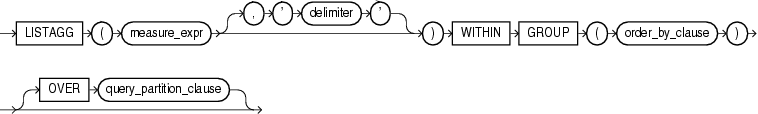 LISTAGG ( measure_expr , ' delimiter ' ) WITHIN GROUP ( order_by_clause )
OVER query_partition_clause